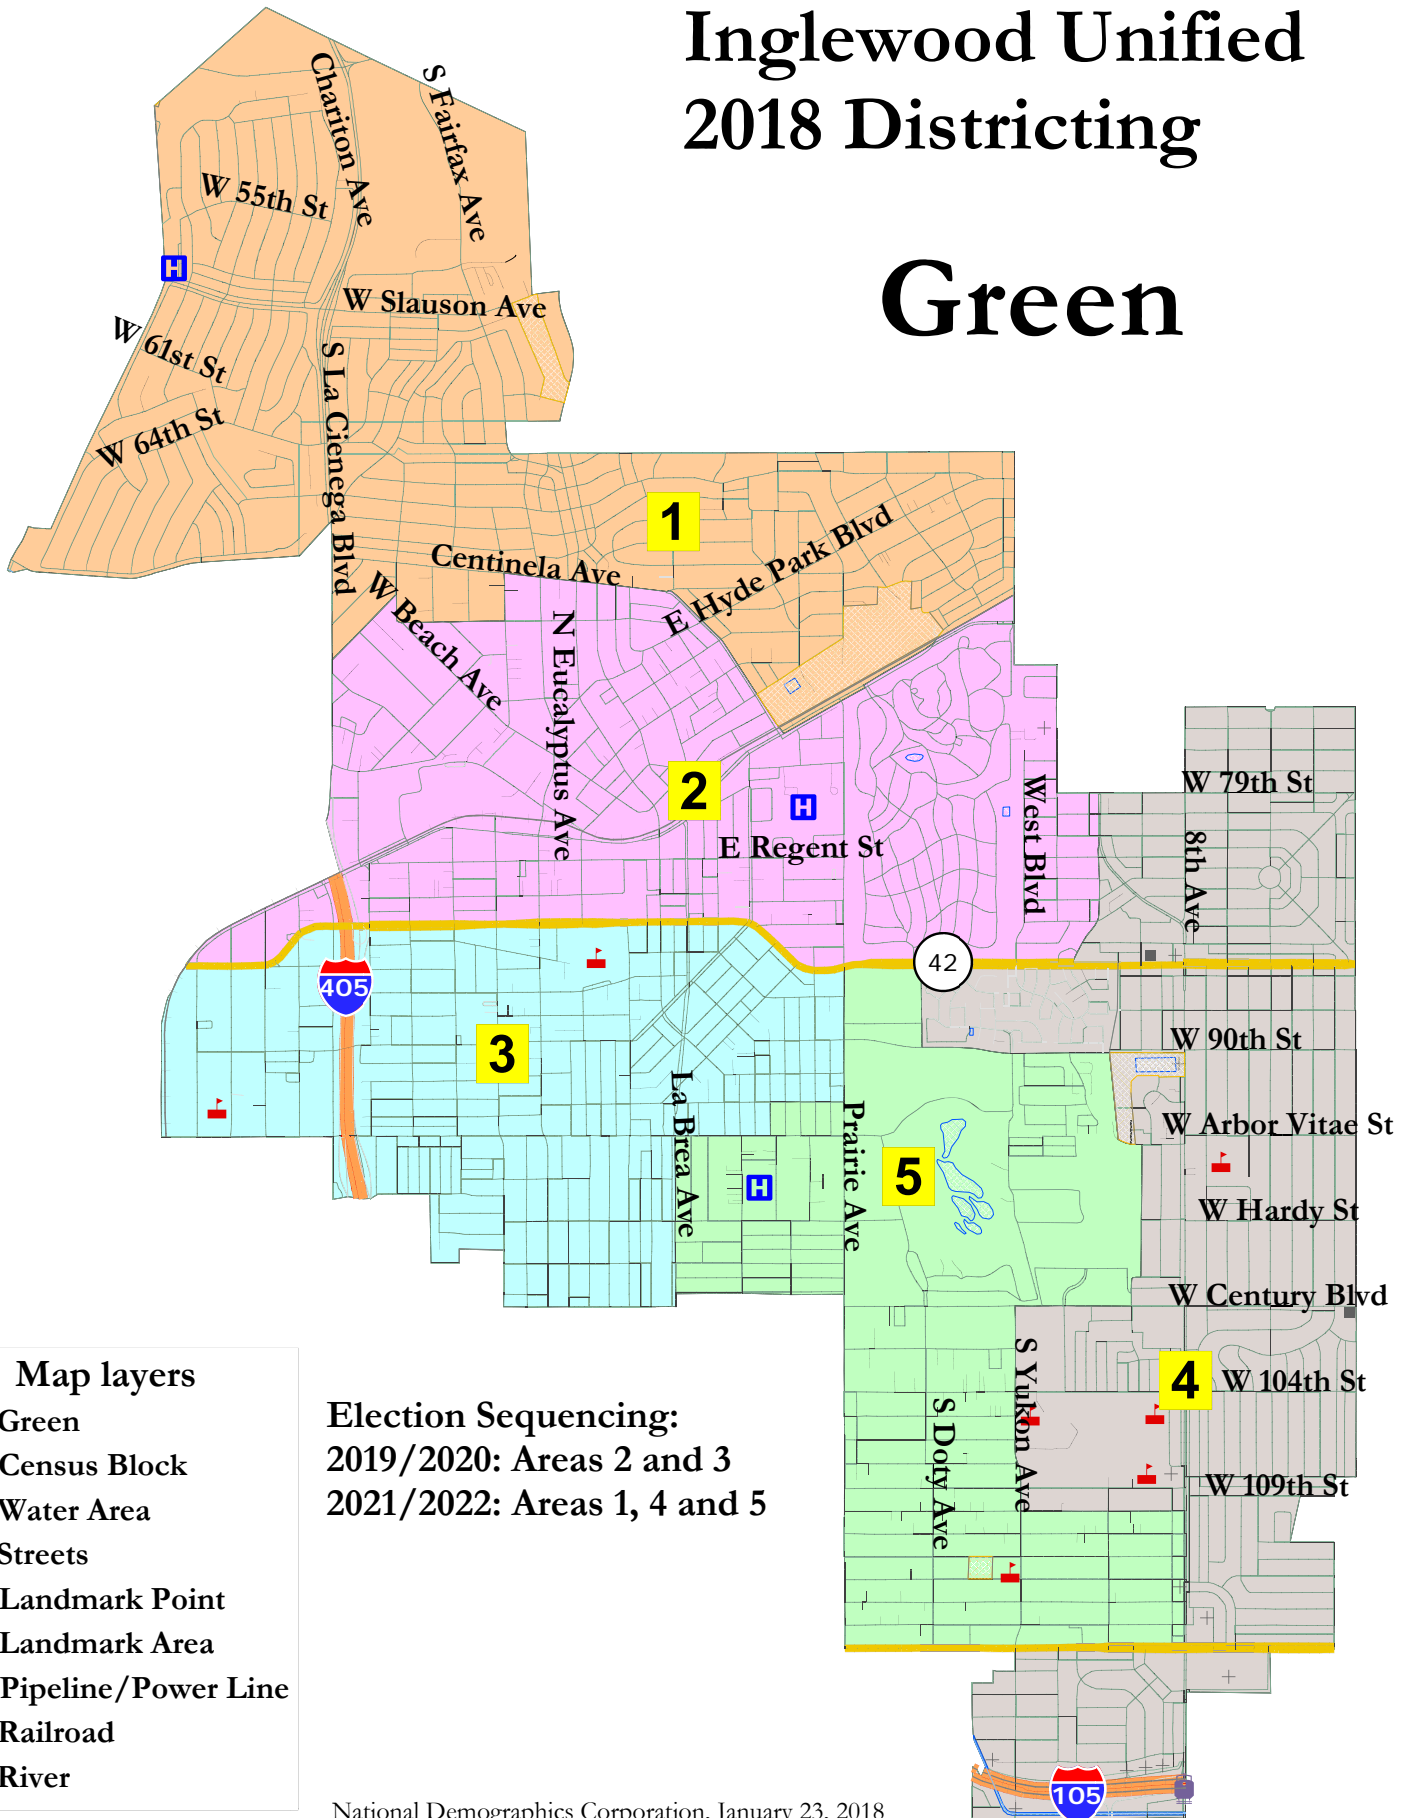 Inglewood Unified
2018 Districting
Green
Chariton Ave
S Fairfax Ave
W 55th St
H
W Slauson Ave
W 61st St
S La Cienega Blvd
W 64th St
1
Centinela Ave
E Hyde Park Blvd
W Beach Ave
N Eucalyptus Ave
2
H
E Regent St
West Blvd
W 79th St
8th Ave
42
405
3
W 90th St
La Brea Ave
Prairie Ave
W Arbor Vitae St
5
H
W Hardy St
W Century Blvd
S Yukon Ave
4
W 104th St
S Doty Ave
W 109th St
105
Map layers
Green
Census Block
Water Area
Streets
Landmark Point
Landmark Area
Pipeline/Power Line
Railroad
River
Election Sequencing:
2019/2020: Areas 2 and 3
2021/2022: Areas 1, 4 and 5
National Demographics Corporation, January 23, 2018